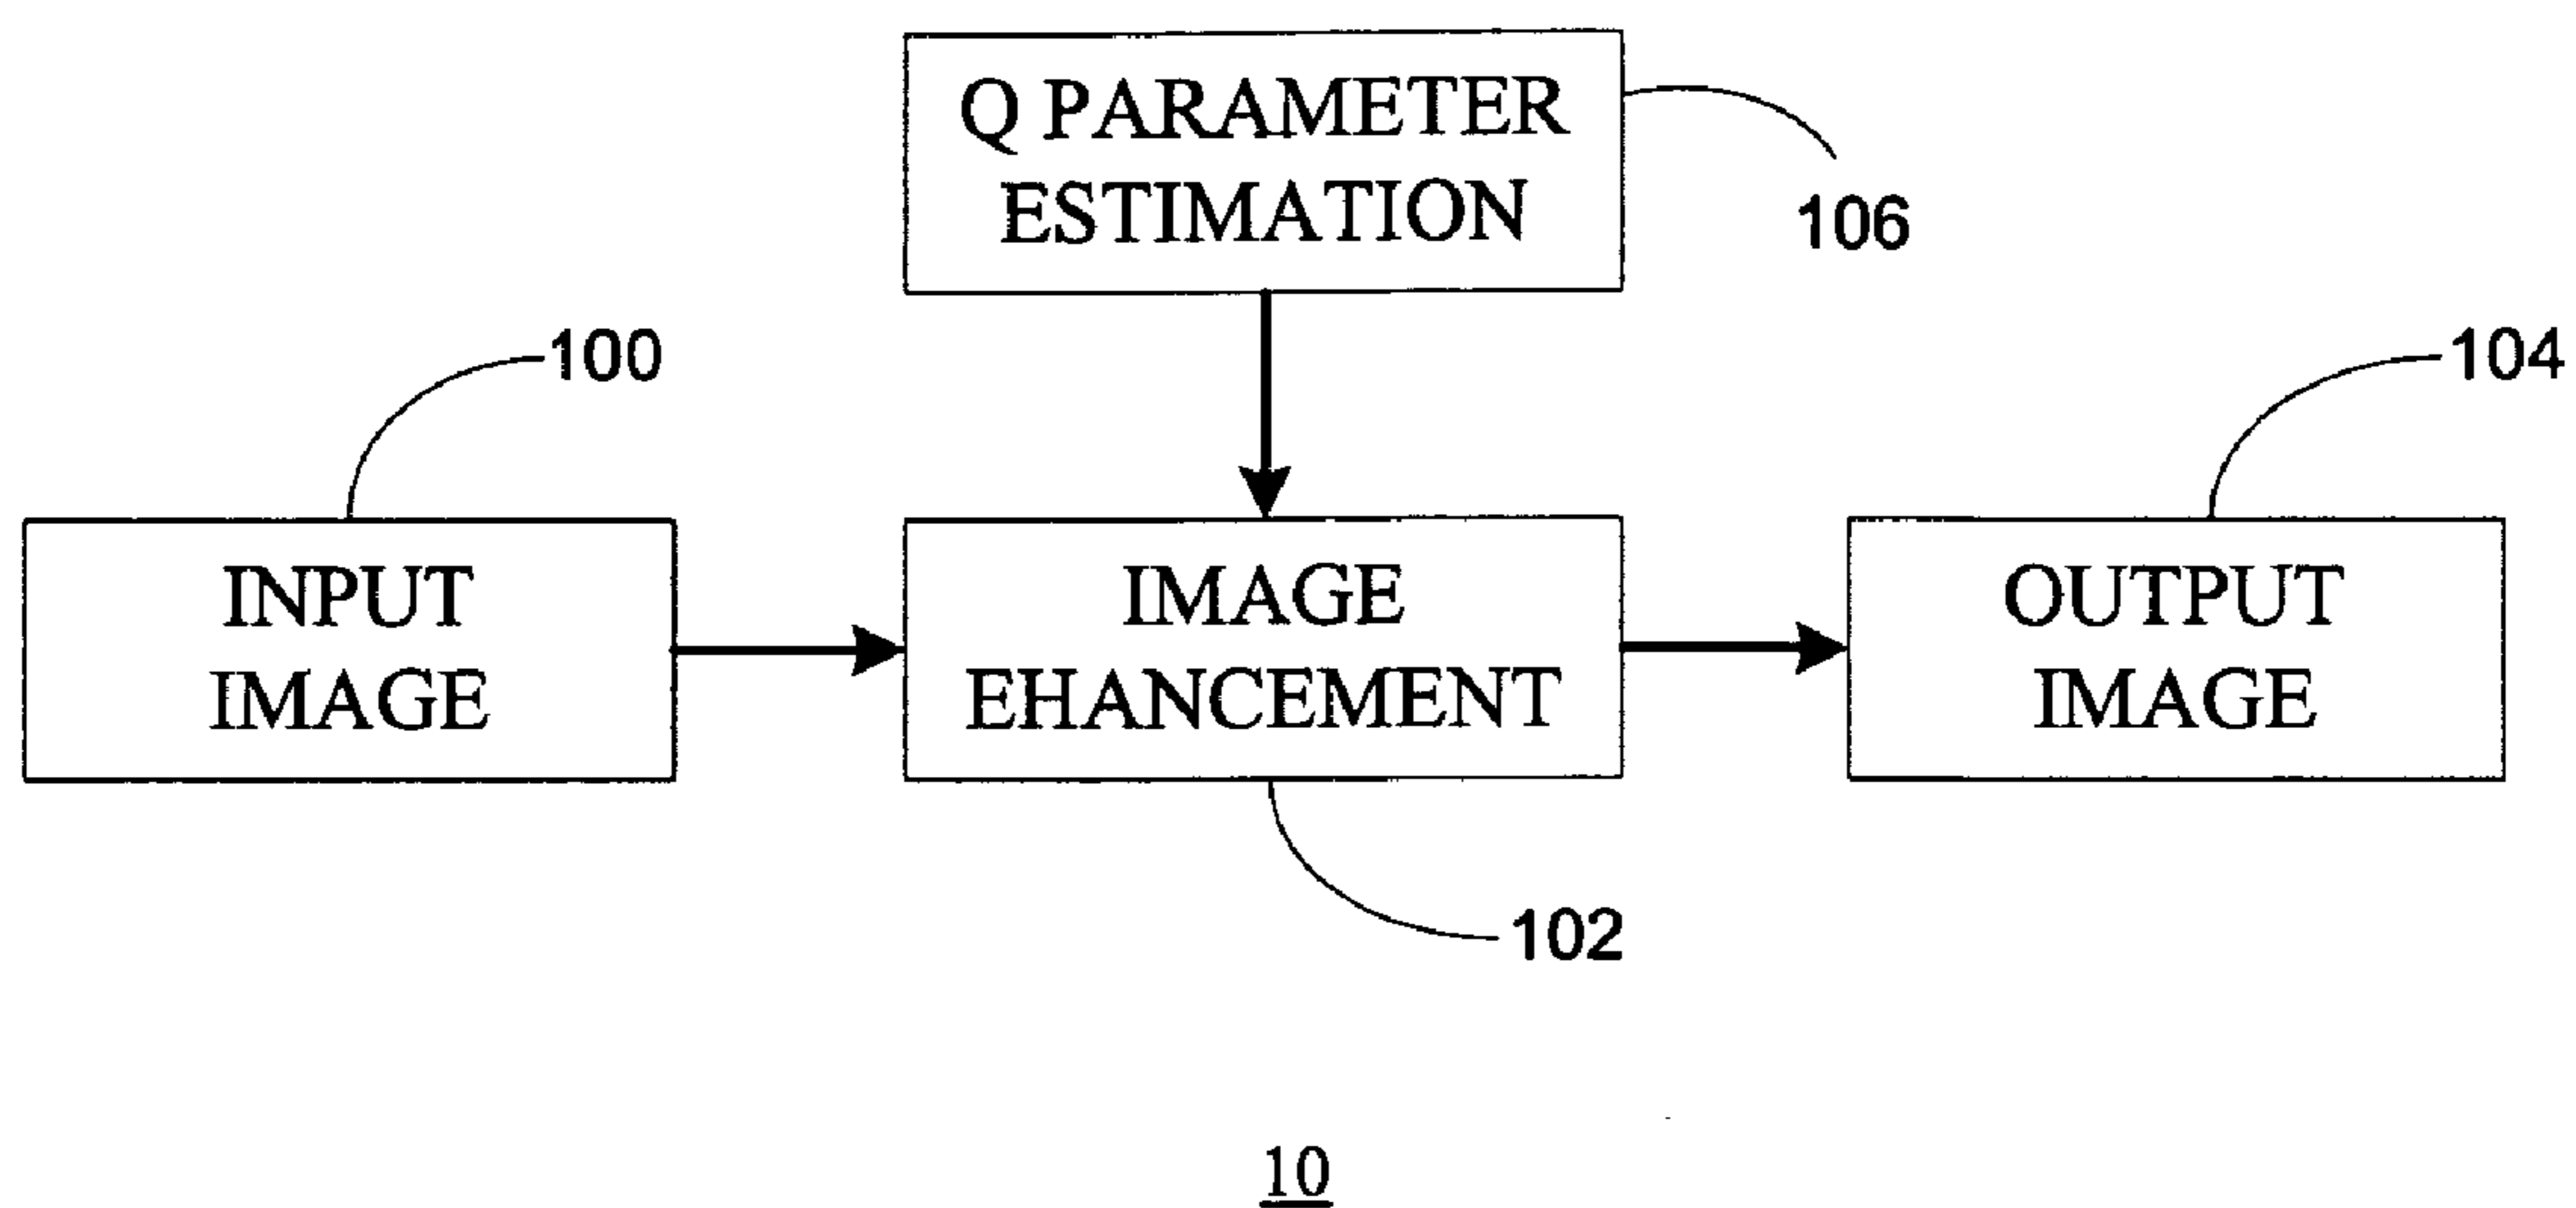 Q PARAMETER
ESTIMATION
106
100
104
INPUT
IMAGE
IMAGE
EHANCEMENT
OUTPUT
IMAGE
102
10